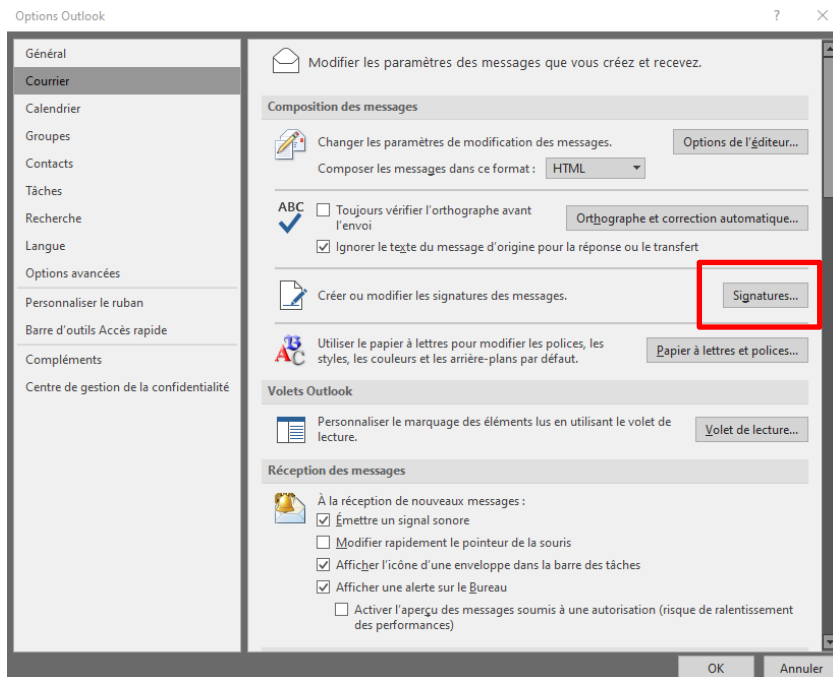 Options Outlook
Général
Courrier
Calendrier
Groupes
Contacts
Tâches
Recherche
Langue
Options avancées
Personnaliser le ruban
Barre d'outils Accès rapide
Compléments
Centre de gestion de la confidentialité
Modifier les paramètres des messages que vous créez et recevez.
Composition des messages
Changer les paramètres de modification des messages.
Options de l'éditeur...
Composer les messages dans ce format :
HTML
ABC
Toujours vérifier l'orthographe avant
l'envoi
Orthographe et correction automatique...
Ignorer le texte du message d'origine pour la réponse ou le transfert
Créer ou modifier les signatures des messages.
Signatures...
Utiliser le papier à lettres pour modifier les polices, les
styles, les couleurs et les arrière-plans par défaut.
Papier à lettres et polices...
Volets Outlook
Personnaliser le marquage des éléments lus en utilisant le volet de
lecture.
Volet de lecture...
Réception des messages
À la réception de nouveaux messages :
Émettre un signal sonore
Modifier rapidement le pointeur de la souris
Afficher l'icône d'une enveloppe dans la barre des tâches
Afficher une alerte sur le Bureau
Activer l'aperçu des messages soumis à une autorisation (risque de ralentissement
des performances)
OK
Annuler